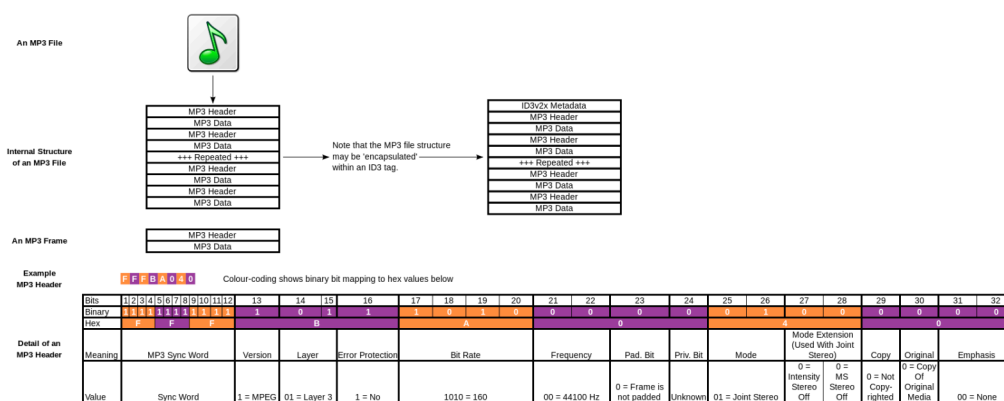 An MP3 File
Internal Structure
of an MP3 File
MP3 Header
MP3 Data
MP3 Header
MP3 Data
+++ Repeated +++
MP3 Header
MP3 Data
MP3 Header
MP3 Data
Note that the MP3 file structure
may be 'encapsulated'
within an ID3 tag.
ID3v2x Metadata
MP3 Header
MP3 Data
MP3 Header
MP3 Data
+++ Repeated +++
MP3 Header
MP3 Data
MP3 Header
MP3 Data
An MP3 Frame
MP3 Header
MP3 Data
Example
MP3 Header
F F F B A 0 4 0
Colour-coding shows binary bit mapping to hex values below
Detail of an
MP3 Header
Bits 1 2 3 4 5 6 7 8 9 10 11 12 13 14 15 16 17 18 19 20 21 22 23 24 25 26 27 28 29 30 31 32
Binary 1 1 1 1 1 1 1 1 1 1 1 1 1 0 1 1 1 0 1 0 0 0 0 0 0 1 0 0 0 0 0 0
Hex F F F B A 0 4 0
Meaning MP3 Sync Word Version Layer Error Protection Bit Rate Frequency Pad. Bit Priv. Bit Mode
Mode Extension
(Used With Joint
Stereo)
Copy Original Emphasis
Value Sync Word 1 = MPEG 01 = Layer 3 1 = No 1010 = 160 00 = 44100 Hz
0 = Frame is
not padded
Unknown 01 = Joint Stereo
0 =
Intensity
Stereo
Off
0 =
MS
Stereo
Off
0 = Not
Copy-
righted
0 = Copy
Of
Original
Media
00 = None